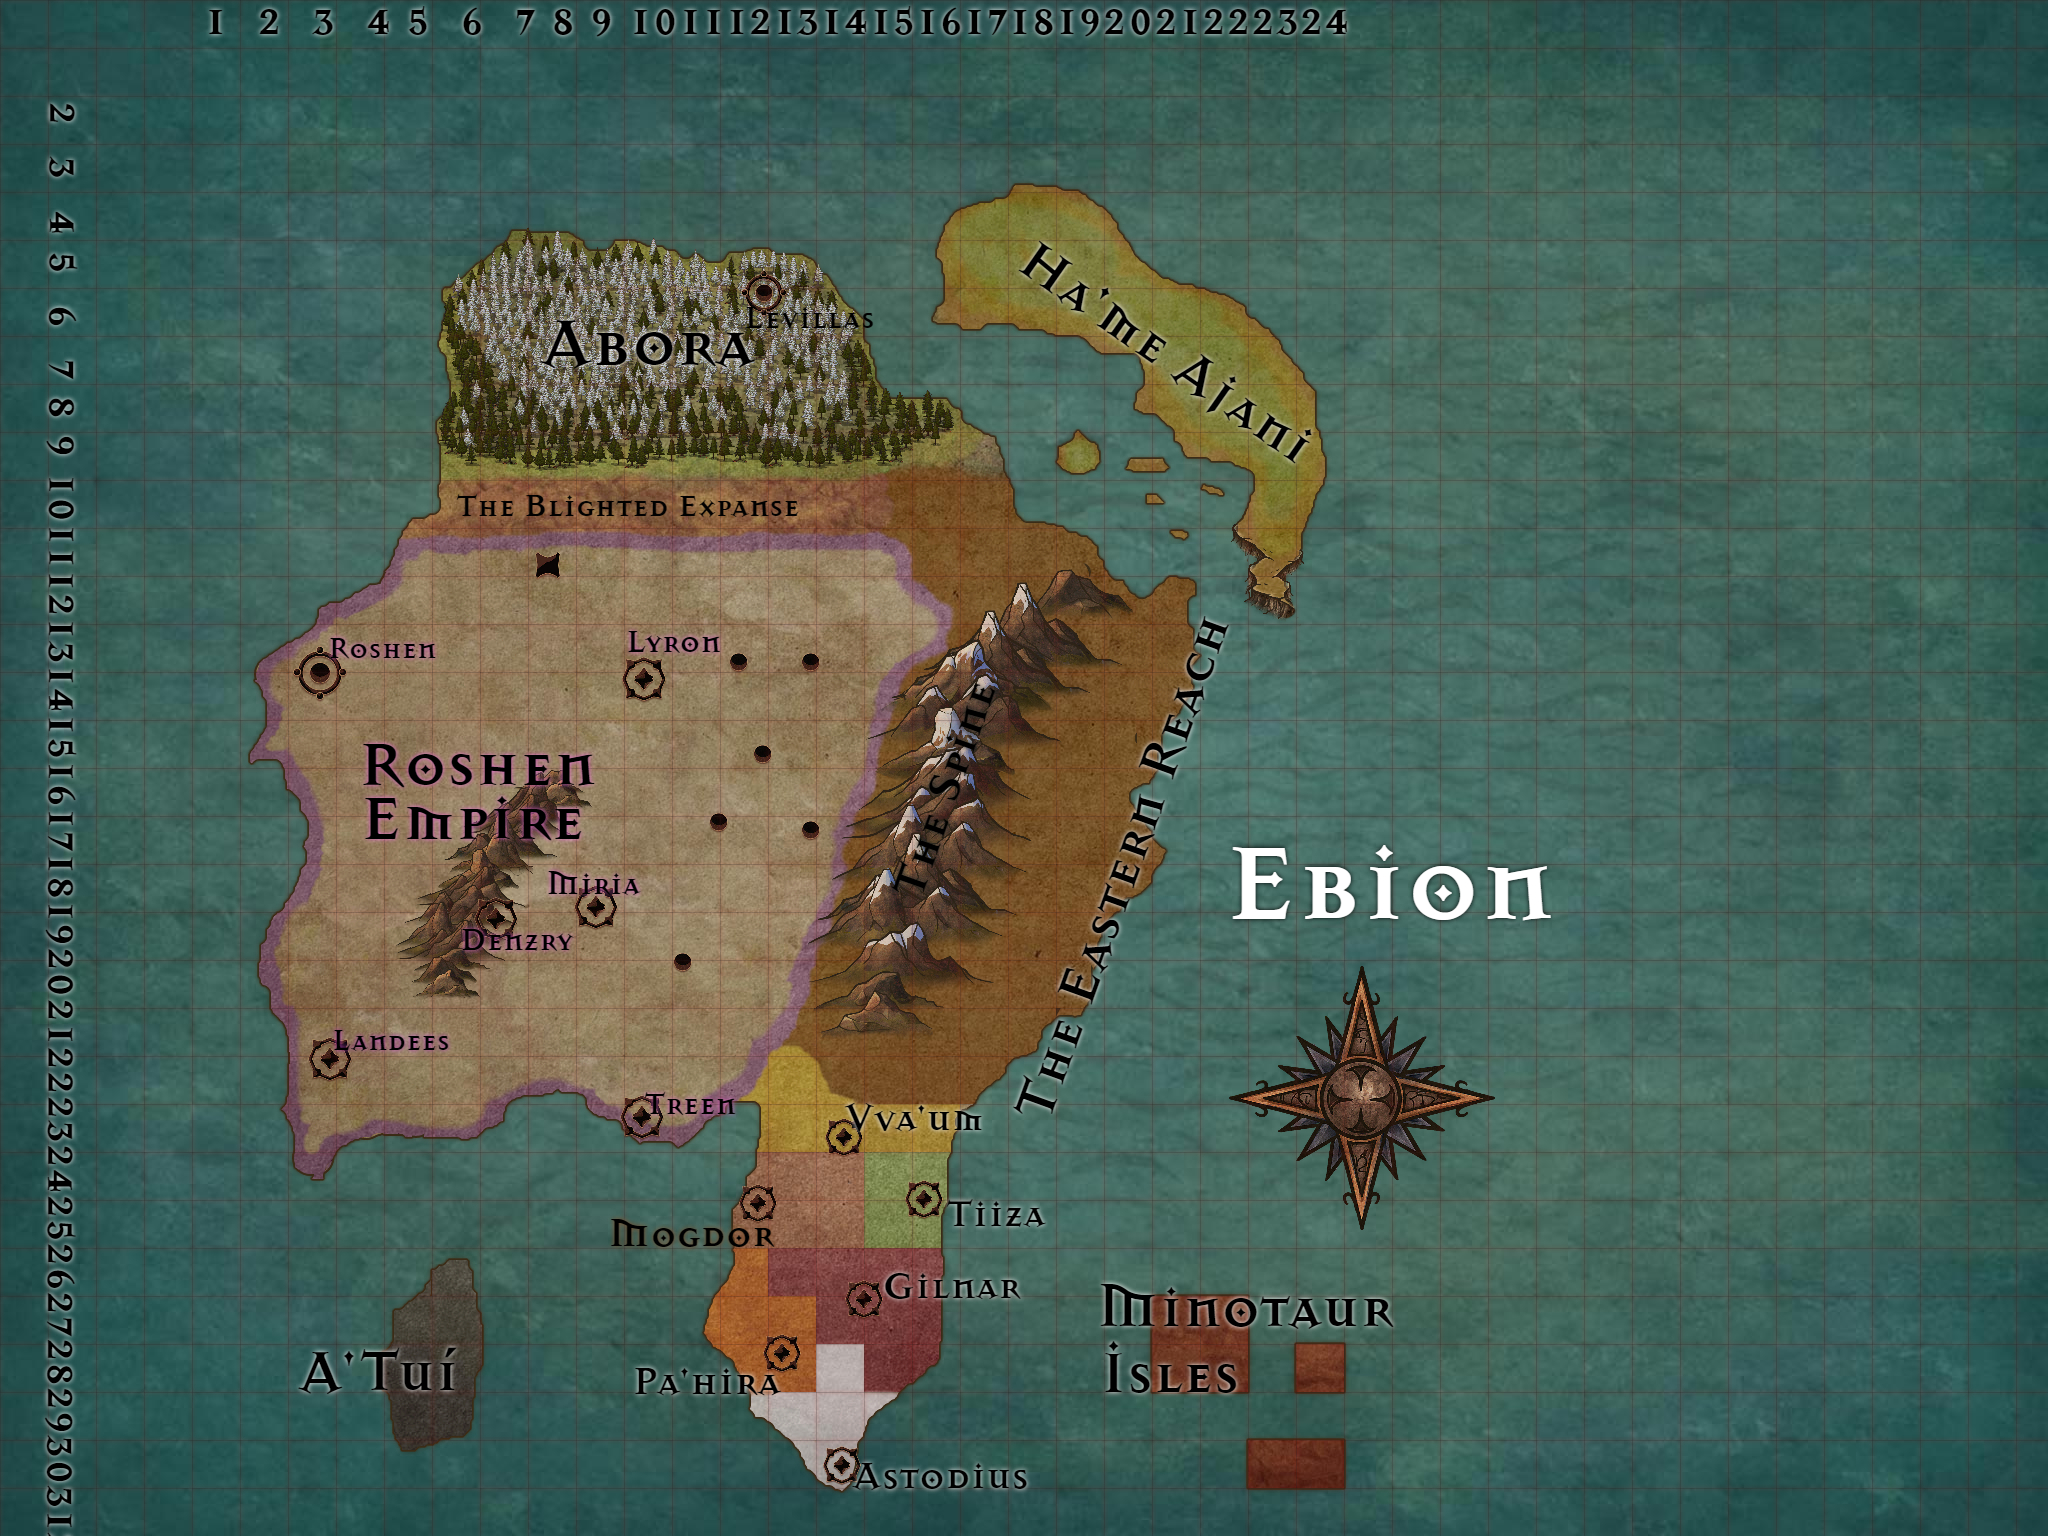 1 2 3 4 5 6 7 8 9 10 11 12 13 14 15 16 17 18 19 20 21 22 23 24
2 3 4 5 6 7 8 9 10 11 12 13 14 15 16 17 18 19 20 21 22 23 24 25 26 27 28 29 30 31
Ha'me Ajani
Levillas
Abora
The Blighted Expanse
Roshen
Lyron
The Spine
The Eastern Reach
Roshen
Empire
Miria
Denzry
Ebion
Landees
Treen
Vva'um
Tiiza
Mogdor
Gilnar
Minotaur
Isles
A'Tuí
Pa'hira
Astodius